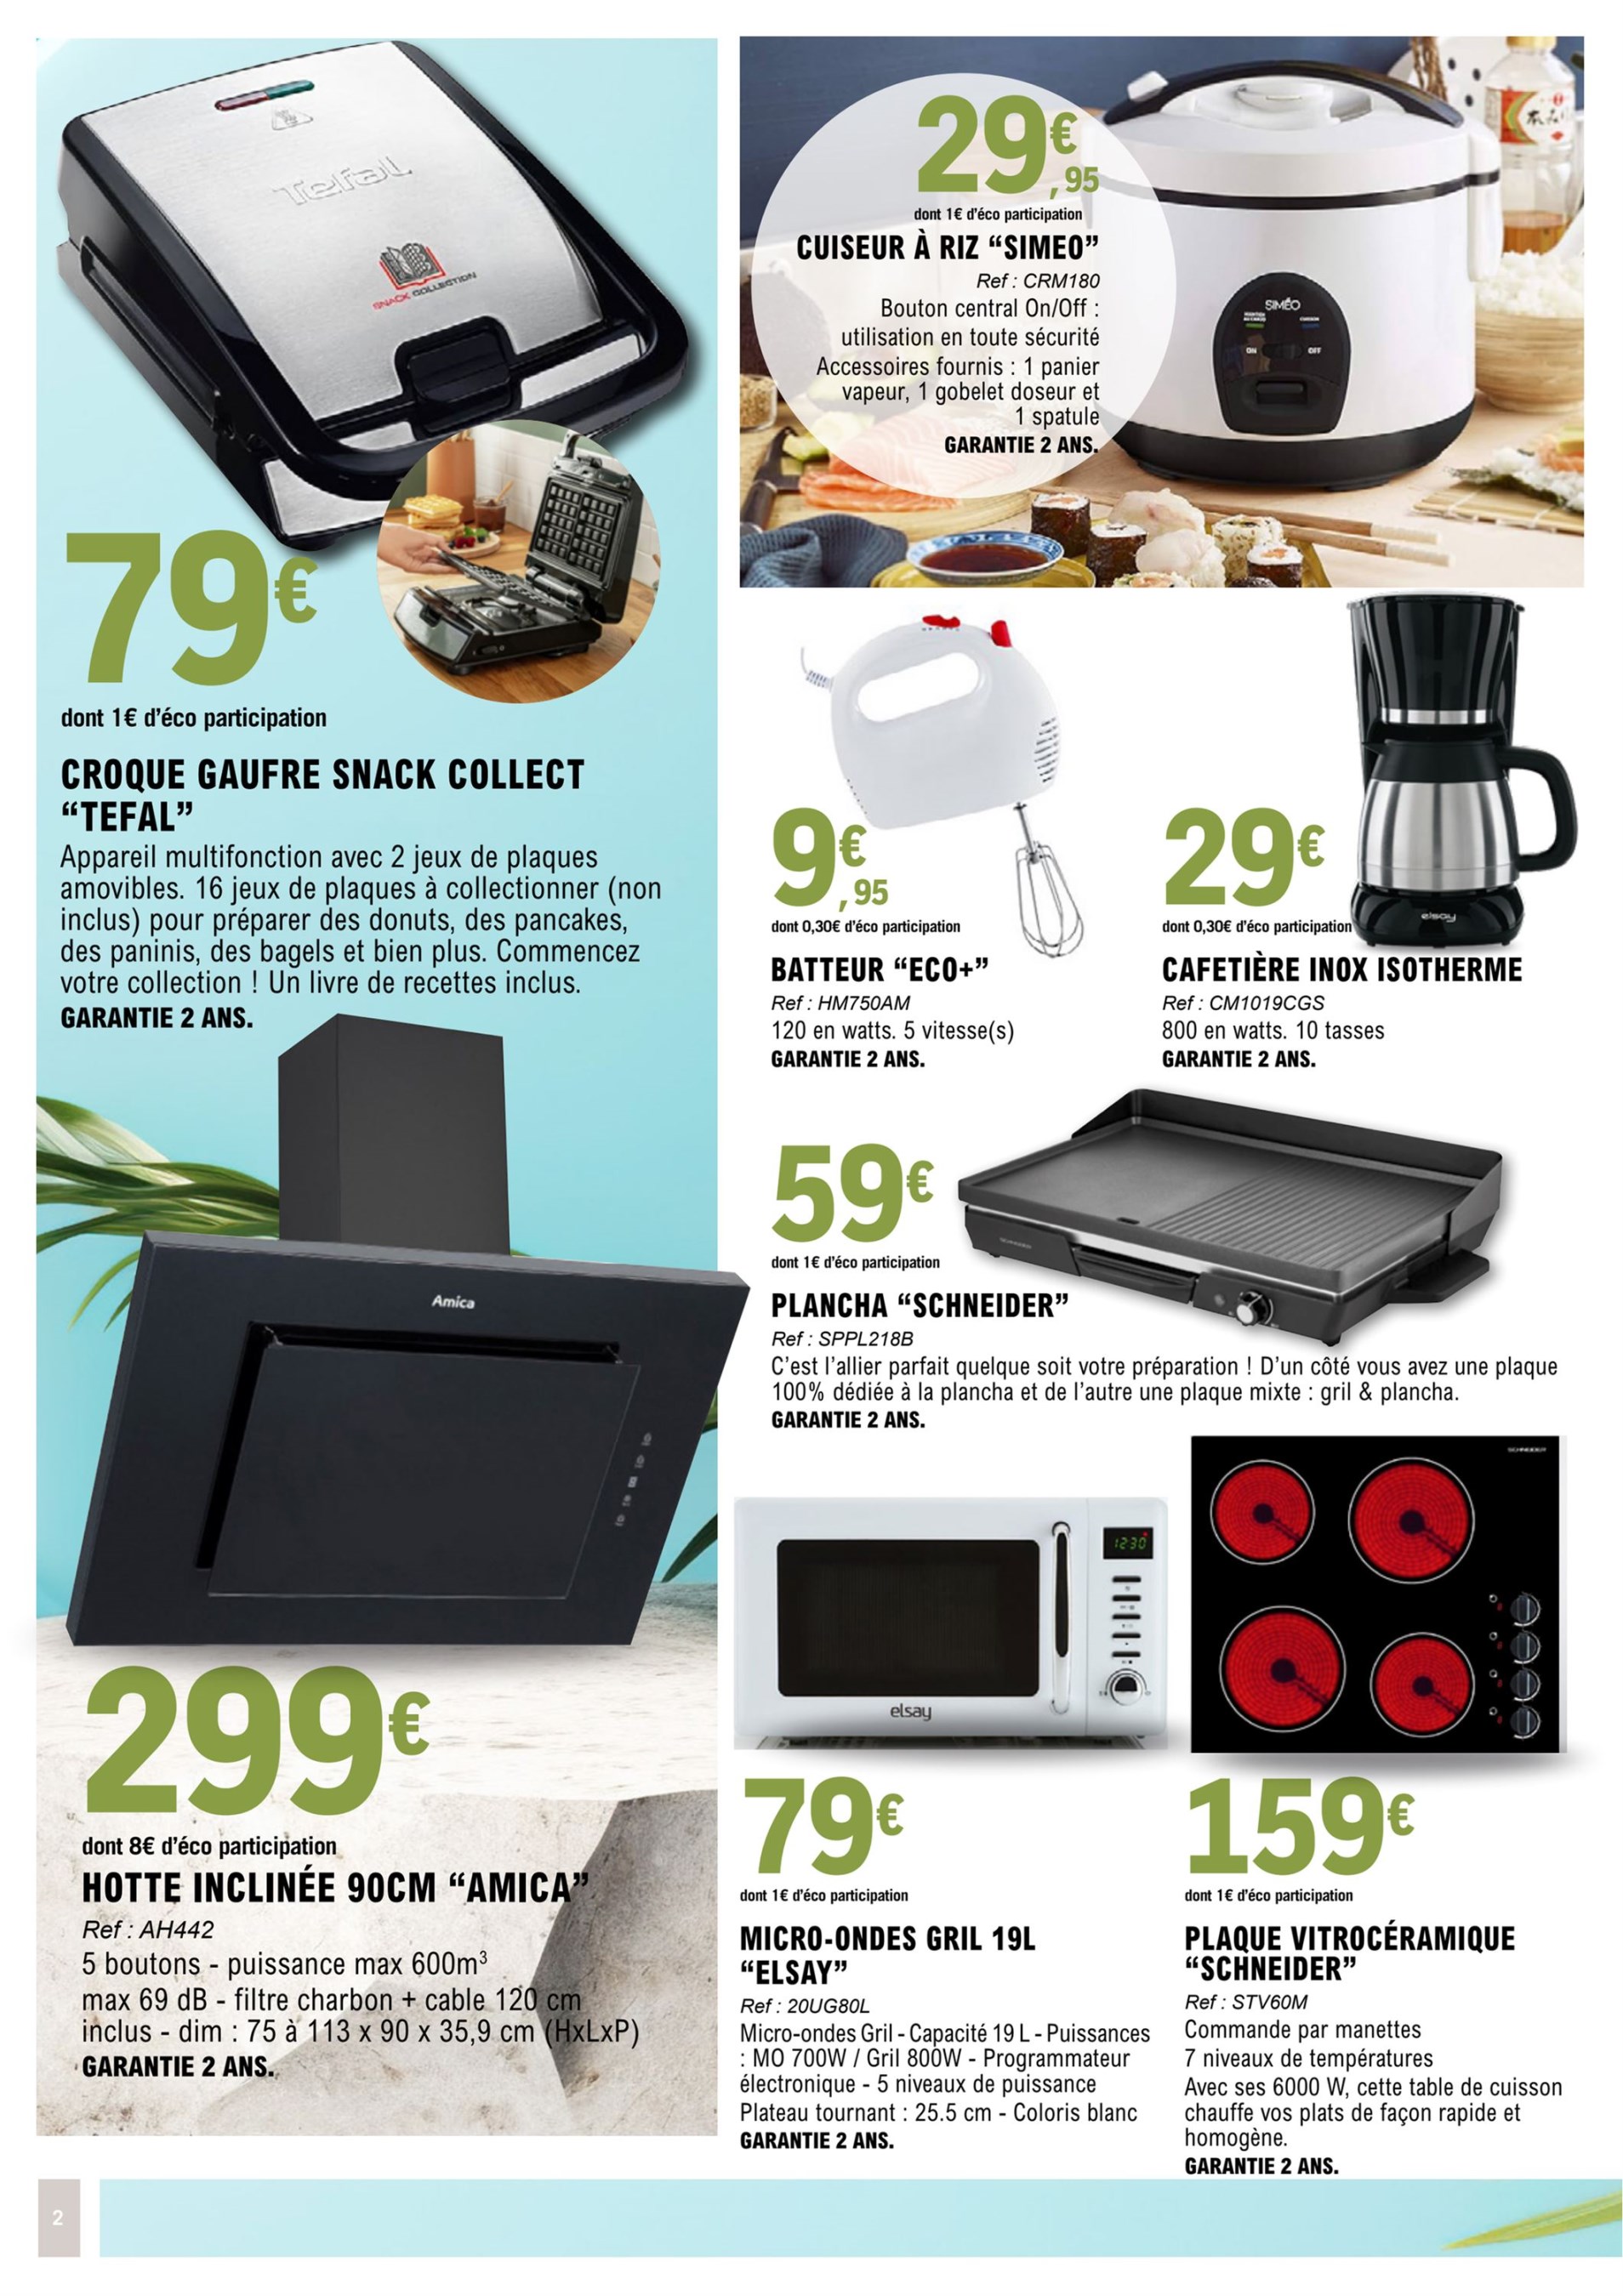 Tefal
SNACK COLLECTION
79€
dont 1€ d'éco participation
CROQUE GAUFRE SNACK COLLECT
“TEFAL”
Appareil multifonction avec 2 jeux de plaques
amovibles. 16 jeux de plaques à collectionner (non
inclus) pour préparer des donuts, des pancakes,
des paninis, des bagels et bien plus. Commencez
votre collection ! Un livre de recettes inclus.
GARANTIE 2 ANS.
Amica
299€
dont 8€ d'éco participation
HOTTE INCLINÉE 90CM “AMICA”
Ref : AH442
5 boutons - puissance max 600m³
max 69 dB - filtre charbon + cable 120 cm
inclus - dim : 75 à 113 x 90 x 35,9 cm (HxLxP)
GARANTIE 2 ANS.
29€,95
dont 1€ d'éco participation
CUISEUR À RIZ “SIMEO”
Ref : CRM180
Bouton central On/Off :
utilisation en toute sécurité
Accessoires fournis : 1 panier
vapeur, 1 gobelet doseur et
1 spatule
GARANTIE 2 ANS.
SIMÉO
ON OFF
9€,95
dont 0,30€ d'éco participation
BATTEUR “ECO+”
Ref : HM750AM
120 en watts. 5 vitesse(s)
GARANTIE 2 ANS.
elsay
29€
dont 0,30€ d'éco participation
CAFETIÈRE INOX ISOTHERME
Ref : CM1019CGS
800 en watts. 10 tasses
GARANTIE 2 ANS.
59€
dont 1€ d'éco participation
SCHNEIDER
PLANCHA “SCHNEIDER”
Ref : SPPL218B
C'est l'allier parfait quelque soit votre préparation ! D'un côté vous avez une plaque
100% dédiée à la plancha et de l'autre une plaque mixte : gril & plancha.
GARANTIE 2 ANS.
12:30
elsay
79€
dont 1€ d'éco participation
MICRO-ONDES GRIL 19L
“ELSAY”
Ref : 20UG80L
Micro-ondes Gril - Capacité 19 L - Puissances
: MO 700W / Gril 800W - Programmateur
électronique - 5 niveaux de puissance
Plateau tournant : 25.5 cm - Coloris blanc
GARANTIE 2 ANS.
SCHNEIDER
159€
dont 1€ d'éco participation
PLAQUE VITROCÉRAMIQUE
“SCHNEIDER”
Ref : STV60M
Commande par manettes
7 niveaux de températures
Avec ses 6000 W, cette table de cuisson
chauffe vos plats de façon rapide et
homogène.
GARANTIE 2 ANS.
2